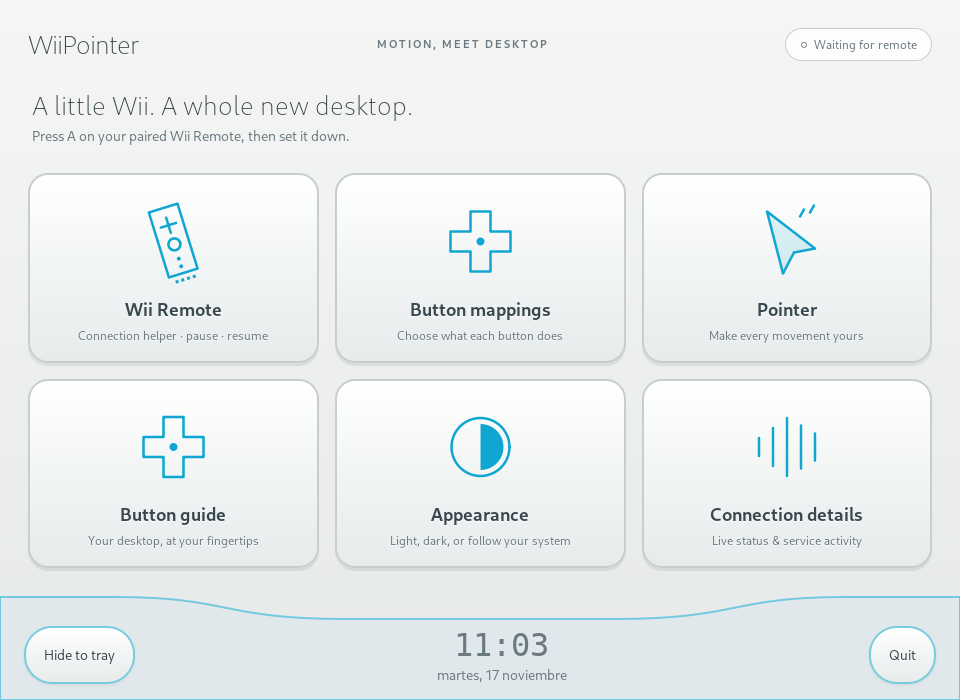 WiiPointer
MOTION, MEET DESKTOP
Waiting for remote
A little Wii. A whole new desktop.
Press A on your paired Wii Remote, then set it down.
Wii Remote
Connection helper · pause · resume
Button mappings
Choose what each button does
Pointer
Make every movement yours
Button guide
Your desktop, at your fingertips
Appearance
Light, dark, or follow your system
Connection details
Live status & service activity
Hide to tray
11:03
martes, 17 noviembre
Quit